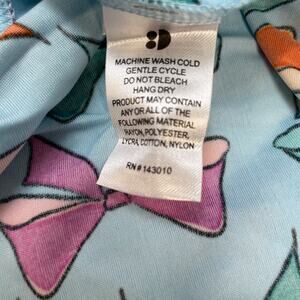 MACHINE WASH COLD
GENTLE CYCLE
DO NOT BLEACH
HANG DRY
PRODUCT MAY CONTAIN
ANY OR ALL OF THE
FOLLOWING MATERIAL
RAYON, POLYESTER,
LYCRA, COTTON, NYLON
RN#143010